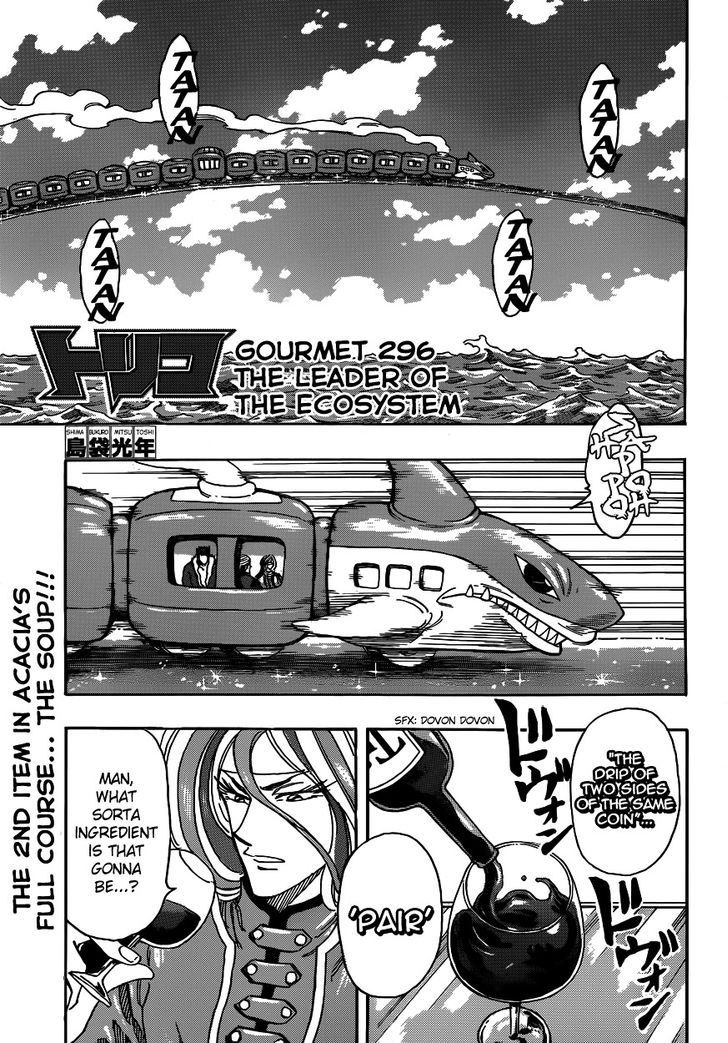 TATAN
TATAN
TATAN
TATAN
トリコ
GOURMET 296
THE LEADER OF
THE ECOSYSTEM
SHIMA BUKURO MITSU TOSHI
島袋光年
THE 2ND ITEM IN ACACIA'S
FULL COURSE... THE SOUP!!!
SFX: DOVON DOVON
ドヴォン
"THE
DRIP OF
TWO SIDES
OF THE SAME
COIN"...
ドヴォン
'PAIR'
MAN,
WHAT
SORTA
INGREDIENT
IS THAT
GONNA
BE...?